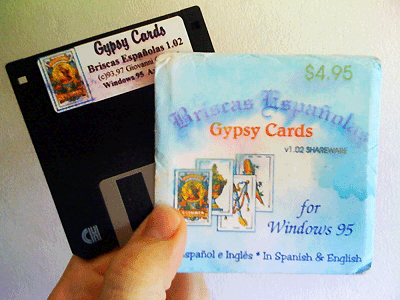 Gypsy Cards
Briscas Españolas 1.02
(c)93,97 Giovanni
Windows 95
$4.95
Briscas Españolas
Gypsy Cards
v1.02 SHAREWARE
for
Windows 95
Español e Inglés * In Spanish & English